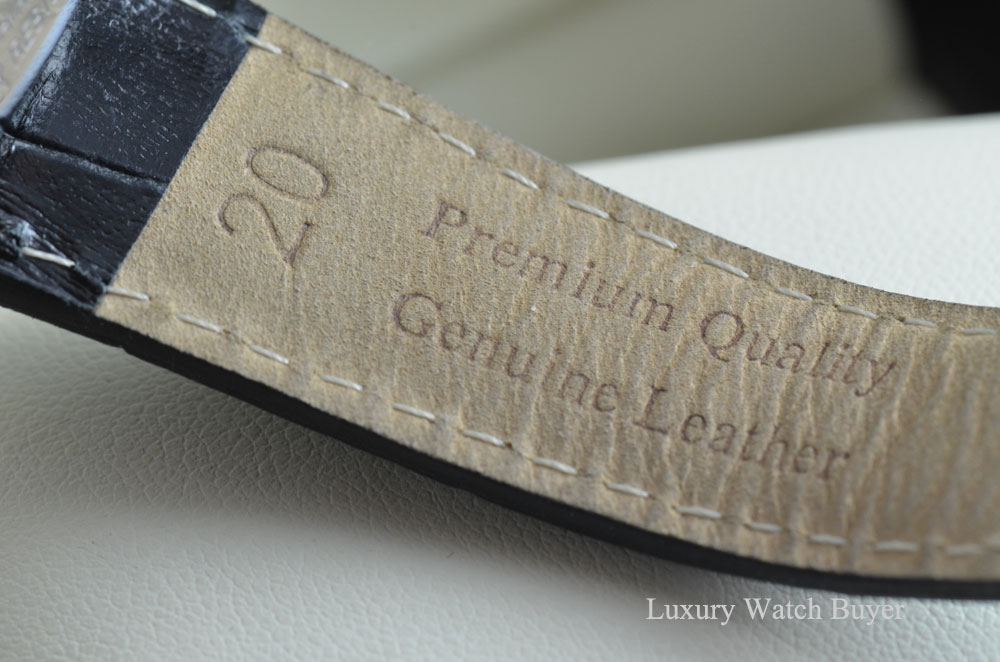 20
Premium Quality
Genuine Leather
Luxury Watch Buyer